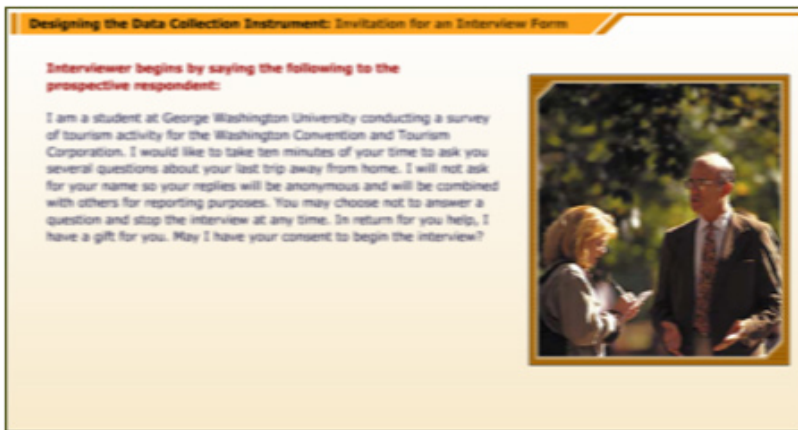 Designing the Data Collection Instrument: Invitation for an Interview Form
Interviewer begins by saying the following to the
prospective respondent:
I am a student at George Washington University conducting a survey
of tourism activity for the Washington Convention and Tourism
Corporation. I would like to take ten minutes of your time to ask you
several questions about your last trip away from home. I will not ask
for your name so your replies will be anonymous and will be combined
with others for reporting purposes. You may choose not to answer a
question and stop the interview at any time. In return for you help, I
have a gift for you. May I have your consent to begin the interview?